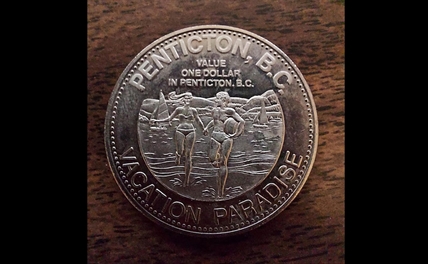 PENTICTON, B.C.
VALUE
ONE DOLLAR
IN PENTICTON, B.C.
VACATION PARADISE